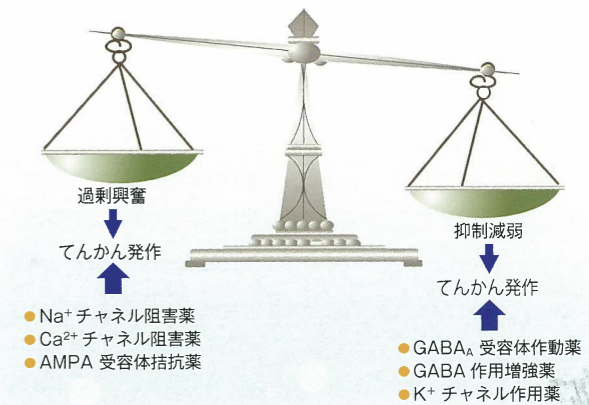 過剰興奮
てんかん発作
Na⁺ チャネル阻害薬
Ca²⁺ チャネル阻害薬
AMPA 受容体拮抗薬
抑制減弱
てんかん発作
GABAA 受容体作動薬
GABA 作用増強薬
K⁺ チャネル作用薬